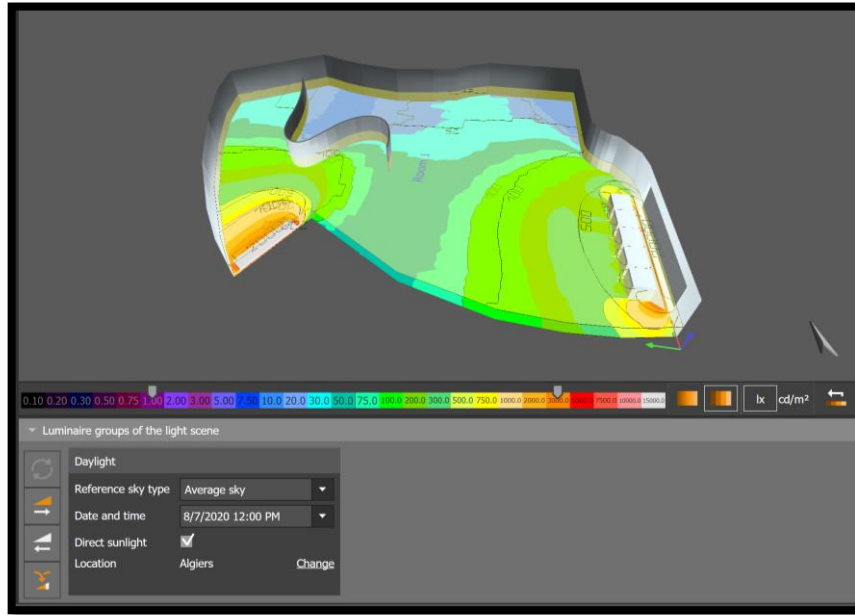 Room 1
500
0.10 0.20 0.30 0.50 0.75 1.00 2.00 3.00 5.00 7.50 10.0 20.0 30.0 50.0 75.0 100.0 200.0 300.0 500.0 750.0 1000.0 2000.0 3000.0 5000.0 7500.0 10000.0 15000.0 lx cd/m²
Luminaire groups of the light scene
Daylight
Reference sky type Average sky
Date and time 8/7/2020 12:00 PM
Direct sunlight
Location Algiers Change